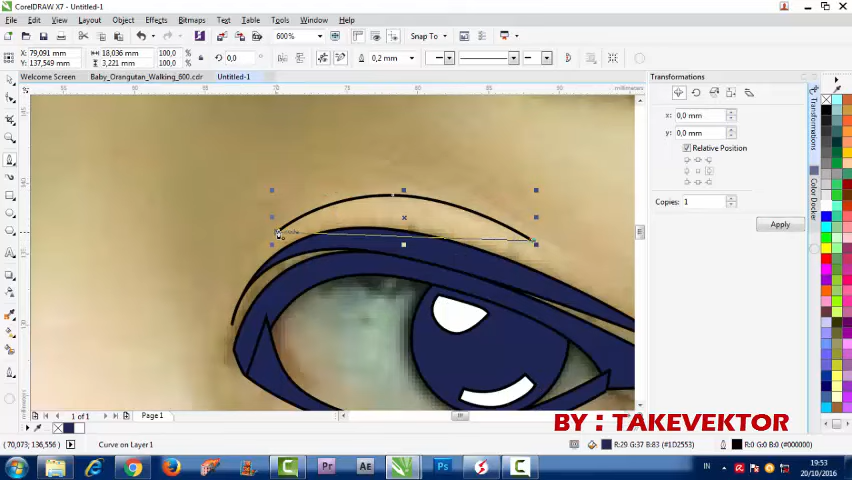 CorelDRAW X7 - Untitled-1
File Edit View Layout Object Effects Bitmaps Text Table Tools Window Help
600% Snap To
X: 79,091 mm 18,036 mm 100,0 % 0,0 0,2 mm
Y: 137,549 mm 3,221 mm 100,0 %
Welcome Screen Baby_Orangutan_Walking_600.cdr Untitled-1
Transformations
x: 0,0 mm
y: 0,0 mm
Relative Position
Copies: 1
Apply
Transformations
Color Docker
millimeters
1 of 1 Page 1
BY : TAKEVEKTOR
(70,073; 136,556) Curve on Layer 1 R:29 G:37 B:83 (#1D2553) R:0 G:0 B:0 (#000000)
IN 19:53
20/10/2016